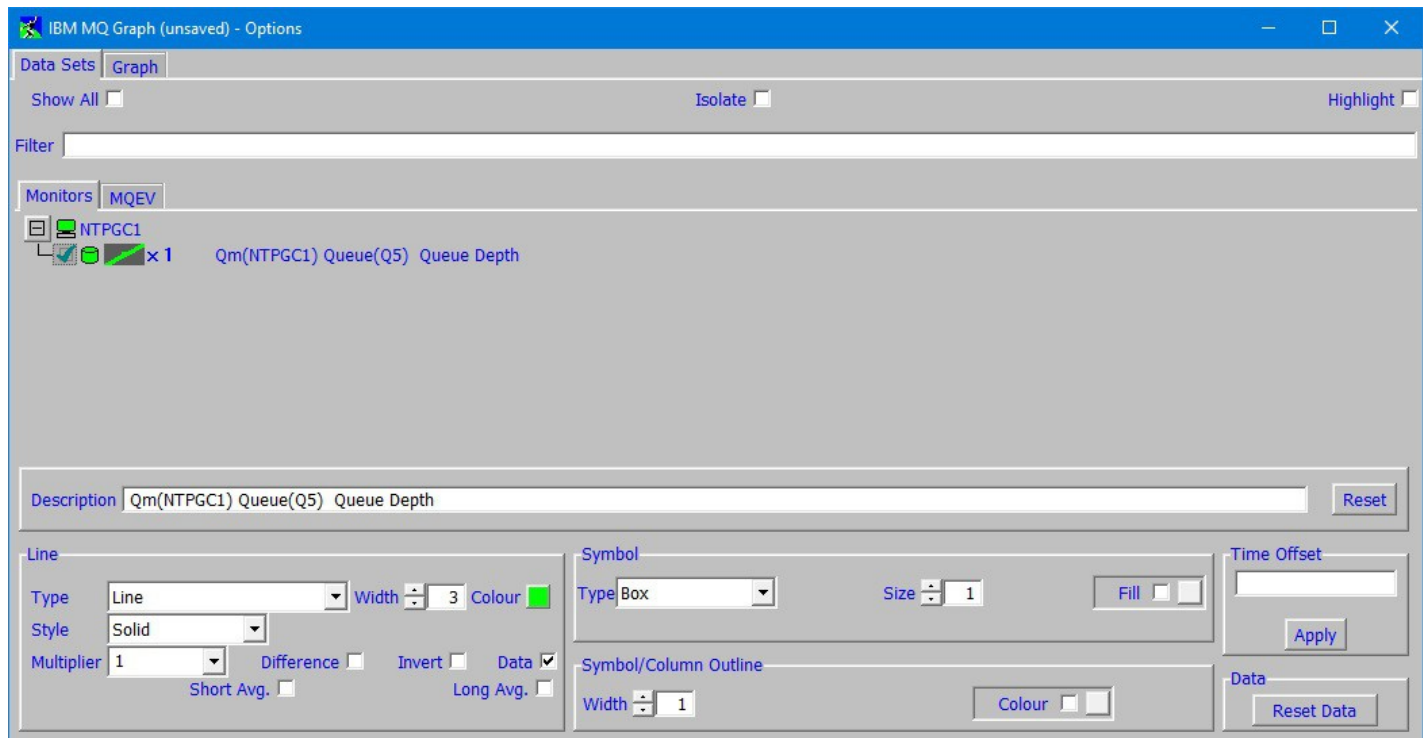 IBM MQ Graph (unsaved) - Options
Data Sets Graph
Show All Isolate Highlight
Filter
Monitors MQEV
NTPGC1
x 1 Qm(NTPGC1) Queue(Q5) Queue Depth
Description Qm(NTPGC1) Queue(Q5) Queue Depth Reset
Line
Type Line Width 3 Colour
Style Solid
Multiplier 1 Difference Invert Data
Short Avg. Long Avg.
Symbol
Type Box Size 1 Fill
Symbol/Column Outline
Width 1 Colour
Time Offset
Apply
Data
Reset Data